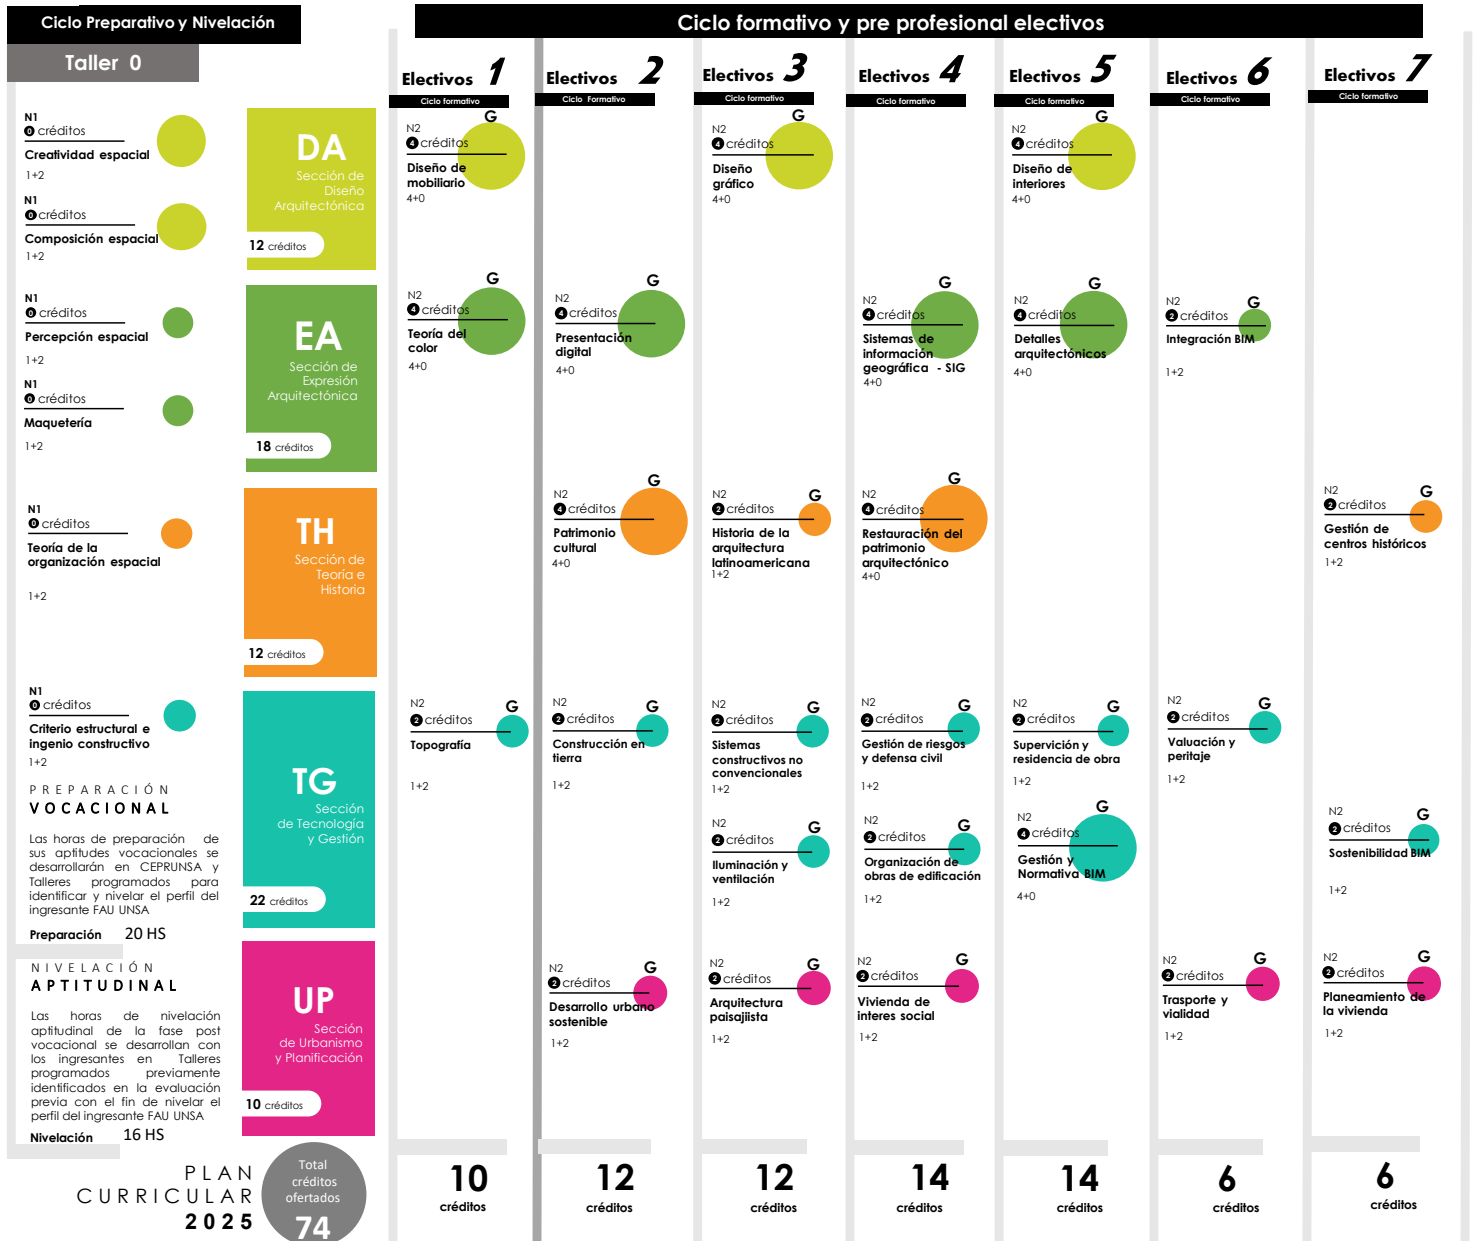 Ciclo Preparativo y Nivelación
Taller 0
N1
0 créditos
Creatividad espacial
1+2
N1
0 créditos
Composición espacial
1+2
N1
0 créditos
Percepción espacial
1+2
N1
0 créditos
Maquetería
1+2
N1
0 créditos
Teoría de la
organización espacial
1+2
N1
0 créditos
Criterio estructural e
ingenio constructivo
1+2
PREPARACIÓN
VOCACIONAL
Las horas de preparación de
sus aptitudes vocacionales se
desarrollarán en CEPRUNSA y
Talleres programados para
identificar y nivelar el perfil del
ingresante FAU UNSA
Preparación 20 HS
NIVELACIÓN
APTITUDINAL
Las horas de nivelación
aptitudinal de la fase post
vocacional se desarrollan con
los ingresantes en Talleres
programados previamente
identificados en la evaluación
previa con el fin de nivelar el
perfil del ingresante FAU UNSA
Nivelación 16 HS
DA
Sección de
Diseño
Arquitectónica
12 créditos
EA
Sección de
Expresión
Arquitectónica
18 créditos
TH
Sección de
Teoría e
Historia
12 créditos
TG
Sección
de Tecnología
y Gestión
22 créditos
UP
Sección
de Urbanismo
y Planificación
10 créditos
PLAN
CURRICULAR
2025
Total
créditos
ofertados
74
Ciclo formativo y pre profesional electivos
Electivos 1
Ciclo formativo
G
N2
4 créditos
Diseño de
mobiliario
4+0
G
N2
4 créditos
Teoría del
color
4+0
N2
G
2 créditos
Topografía
1+2
10
créditos
Electivos 2
Ciclo Formativo
G
N2
4 créditos
Presentación
digital
4+0
G
N2
4 créditos
Patrimonio
cultural
4+0
N2
G
2 créditos
Construcción en
tierra
1+2
N2
G
2 créditos
Desarrollo urbano
sostenible
1+2
12
créditos
Electivos 3
Ciclo formativo
G
N2
4 créditos
Diseño
gráfico
4+0
N2
G
2 créditos
Historia de la
arquitectura
latinoamericana
1+2
N2
G
2 créditos
Sistemas
constructivos no
convencionales
1+2
N2
G
2 créditos
Iluminación y
ventilación
1+2
N2
G
2 créditos
Arquitectura
paisajiista
1+2
12
créditos
Electivos 4
Ciclo formativo
G
N2
4 créditos
Sistemas de
información
geográfica - SIG
4+0
G
N2
4 créditos
Restauración del
patrimonio
arquitectónico
4+0
N2
G
2 créditos
Gestión de riesgos
y defensa civil
1+2
N2
G
2 créditos
Organización de
obras de edificación
1+2
N2
G
2 créditos
Vivienda de
interes social
1+2
14
créditos
Electivos 5
Ciclo formativo
G
N2
4 créditos
Diseño de
interiores
4+0
G
N2
4 créditos
Detalles
arquitectónicos
4+0
N2
G
2 créditos
Supervición y
residencia de obra
1+2
G
N2
4 créditos
Gestión y
Normativa BIM
4+0
14
créditos
Electivos 6
Ciclo formativo
N2
G
2 créditos
Integración BIM
1+2
N2
G
2 créditos
Valuación y
peritaje
1+2
N2
G
2 créditos
Trasporte y
vialidad
1+2
6
créditos
Electivos 7
Ciclo formativo
N2
G
2 créditos
Gestión de
centros históricos
1+2
N2
G
2 créditos
Sostenibilidad BIM
1+2
N2
G
2 créditos
Planeamiento de
la vivienda
1+2
6
créditos